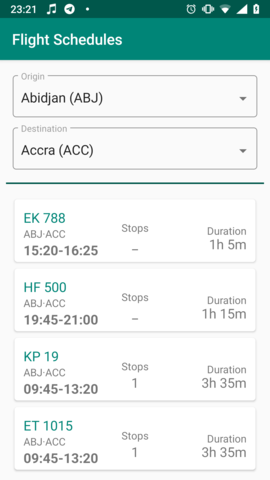 23:21
Flight Schedules
Origin
Abidjan (ABJ)
Destination
Accra (ACC)
EK 788
ABJ·ACC
15:20-16:25
Stops
–
Duration
1h 5m
HF 500
ABJ·ACC
19:45-21:00
Stops
–
Duration
1h 15m
KP 19
ABJ·ACC
09:45-13:20
Stops
1
Duration
3h 35m
ET 1015
ABJ·ACC
09:45-13:20
Stops
1
Duration
3h 35m